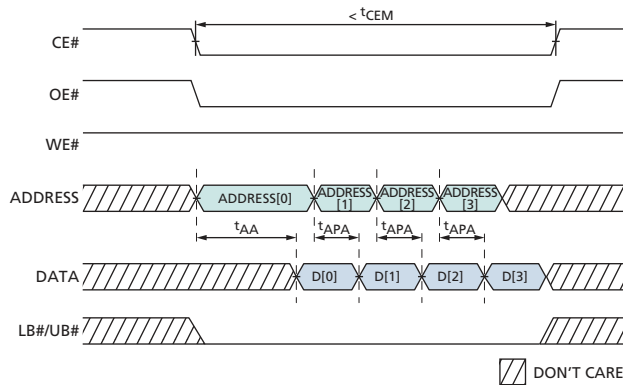 < tCEM
CE#
OE#
WE#
ADDRESS
ADDRESS[0]
ADDRESS
[1]
ADDRESS
[2]
ADDRESS
[3]
tAA
tAPA
tAPA
tAPA
DATA
D[0]
D[1]
D[2]
D[3]
LB#/UB#
DON'T CARE